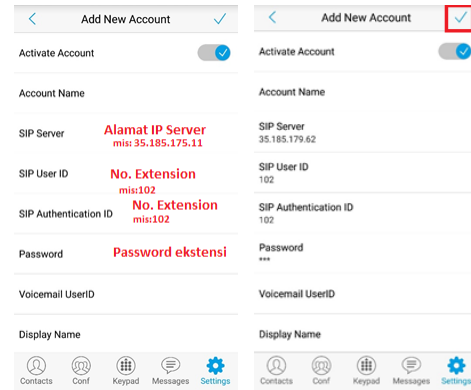 Add New Account
Activate Account
Account Name
SIP Server
Alamat IP Server
mis: 35.185.175.11
SIP User ID
No. Extension
mis:102
SIP Authentication ID
No. Extension
mis:102
Password
Password ekstensi
Voicemail UserID
Display Name
Contacts
Conf
Keypad
Messages
Settings
Add New Account
Activate Account
Account Name
SIP Server
35.185.179.62
SIP User ID
102
SIP Authentication ID
102
Password
***
Voicemail UserID
Display Name
Contacts
Conf
Keypad
Messages
Settings